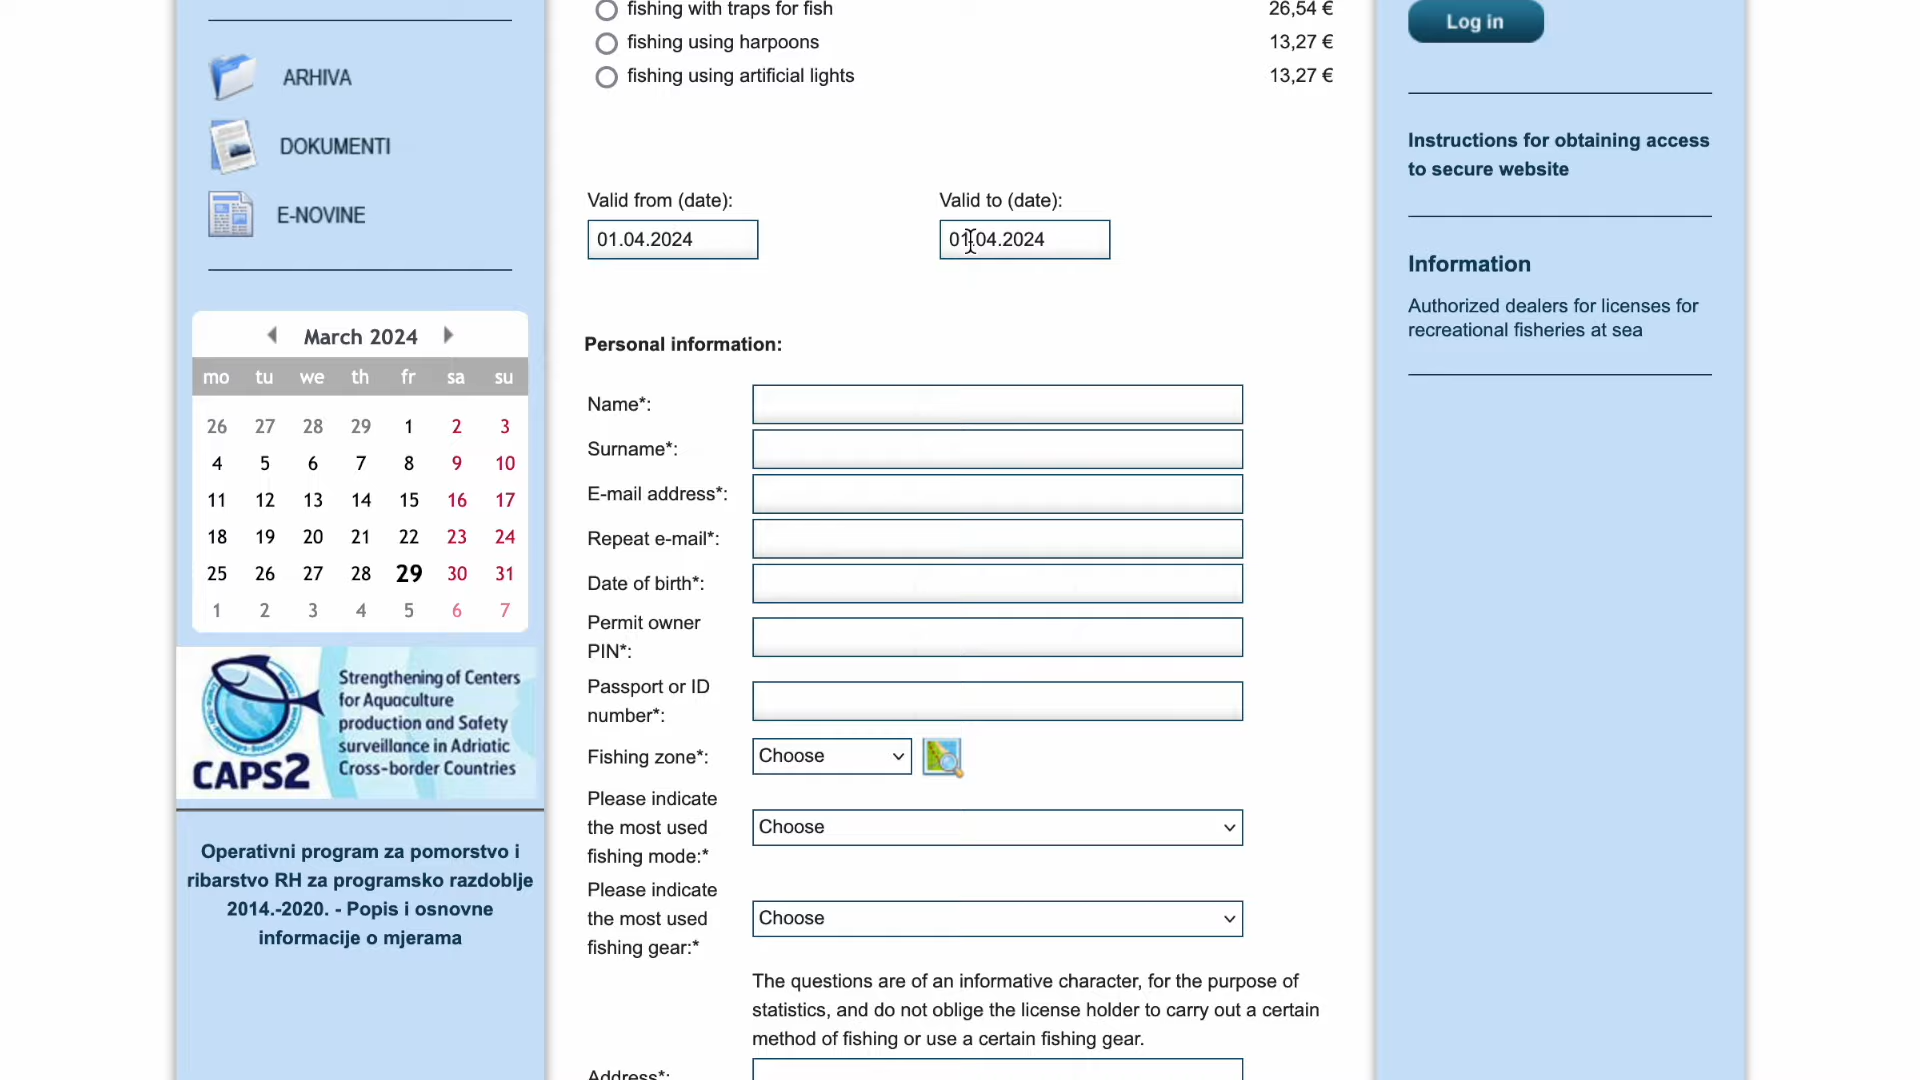 fishing with traps for fish 26,54 €
fishing using harpoons 13,27 €
fishing using artificial lights 13,27 €
Valid from (date): Valid to (date):
01.04.2024 01.04.2024
Personal information:
Name*:
Surname*:
E-mail address*:
Repeat e-mail*:
Date of birth*:
Permit owner
PIN*:
Passport or ID
number*:
Fishing zone*: Choose
Please indicate
the most used
fishing mode:*
Choose
Please indicate
the most used
fishing gear:*
Choose
The questions are of an informative character, for the purpose of
statistics, and do not oblige the license holder to carry out a certain
method of fishing or use a certain fishing gear.
Address*:
ARHIVA
DOKUMENTI
E-NOVINE
March 2024
mo tu we th fr sa su
26 27 28 29 1 2 3
4 5 6 7 8 9 10
11 12 13 14 15 16 17
18 19 20 21 22 23 24
25 26 27 28 29 30 31
1 2 3 4 5 6 7
CAPS2
Strengthening of Centers
for Aquaculture
production and Safety
surveillance in Adriatic
Cross-border Countries
Operativni program za pomorstvo i
ribarstvo RH za programsko razdoblje
2014.-2020. - Popis i osnovne
informacije o mjerama
Log in
Instructions for obtaining access
to secure website
Information
Authorized dealers for licenses for
recreational fisheries at sea